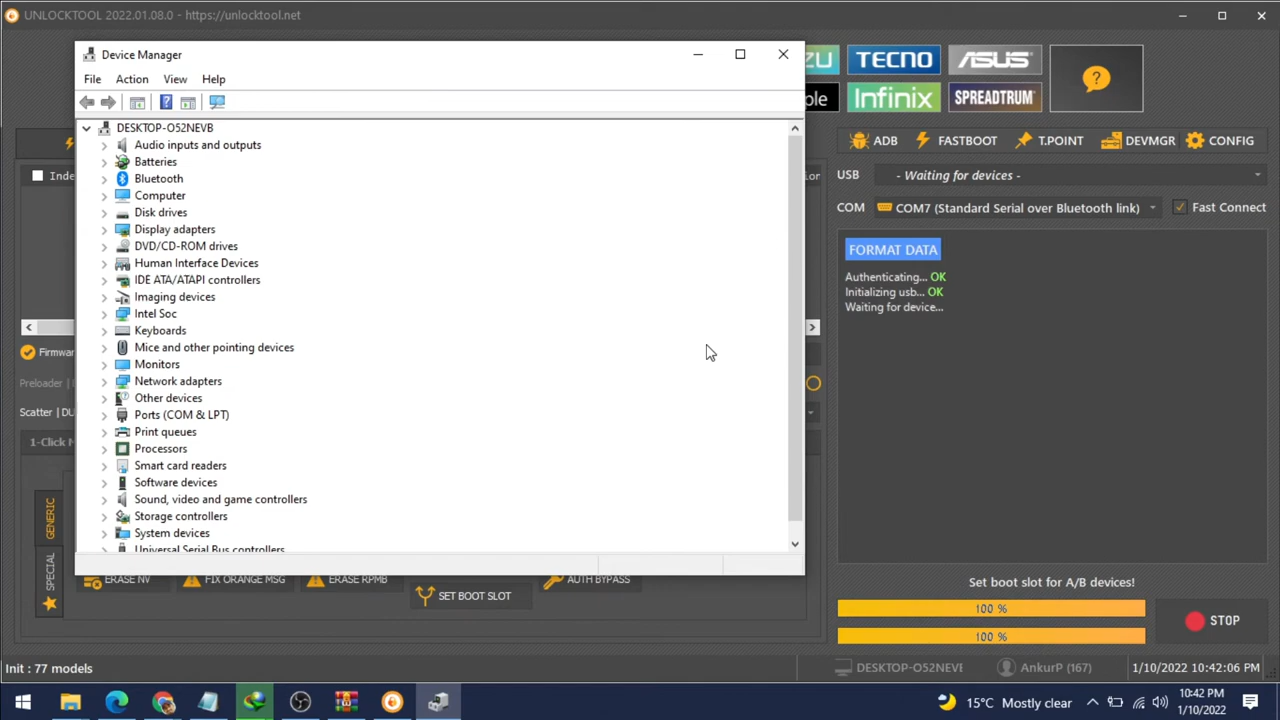 UNLOCKTOOL 2022.01.08.0 - https://unlocktool.net
Device Manager
File Action View Help
DESKTOP-O52NEVB
Audio inputs and outputs
Batteries
Bluetooth
Computer
Disk drives
Display adapters
DVD/CD-ROM drives
Human Interface Devices
IDE ATA/ATAPI controllers
Imaging devices
Intel Soc
Keyboards
Mice and other pointing devices
Monitors
Network adapters
Other devices
Ports (COM & LPT)
Print queues
Processors
Smart card readers
Software devices
Sound, video and game controllers
Storage controllers
System devices
Universal Serial Bus controllers
ZU TECNO ASUS ?
ple Infinix SPREADTRUM
ADB FASTBOOT T.POINT DEVMGR CONFIG
USB - Waiting for devices -
COM COM7 (Standard Serial over Bluetooth link) Fast Connect
FORMAT DATA
Authenticating... OK
Initializing usb... OK
Waiting for device...
Inde
ion
Firmwa
Preloader
Scatter | DU
1-Click M
GENERIC
SPECIAL
ERASE NV FIX ORANGE MSG ERASE RPMB SET BOOT SLOT AUTH BYPASS
Set boot slot for A/B devices!
100 %
100 %
STOP
Init : 77 models
DESKTOP-O52NEVE AnkurP (167) 1/10/2022 10:42:06 PM
15°C Mostly clear
10:42 PM
1/10/2022